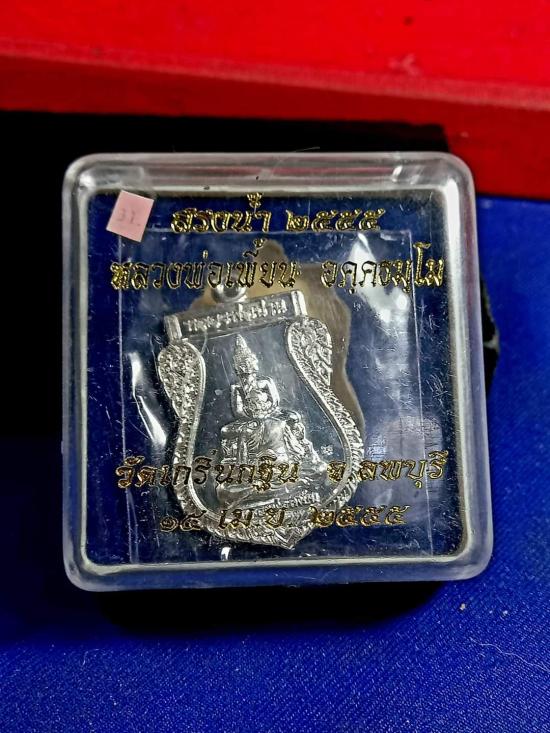 31.
สรงน้ำ ๒๕๕๕
หลวงพ่อเพี้ยน อคฺคธมฺโม
วัดเกริ่นกฐิน จ.ลพบุรี
๑๔ เม.ย. ๒๕๕๕